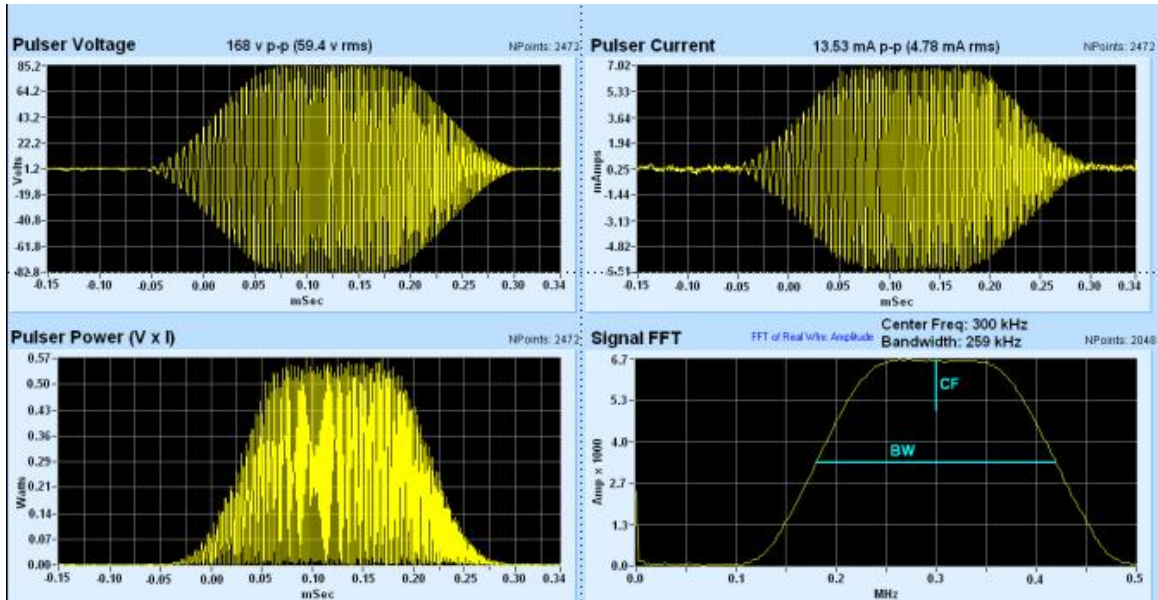 Pulser Voltage 168 v p-p (59.4 v rms) NPoints: 2472
85.2
64.2
43.2
22.2
1.2
-19.8
-40.8
-61.8
-82.8
Volts
-0.15 -0.10 -0.05 0.00 0.05 0.10 0.15 0.20 0.25 0.30 0.34
mSec
Pulser Current 13.53 mA p-p (4.78 mA rms) NPoints: 2472
7.02
5.33
3.64
1.94
0.25
-1.44
-3.13
-4.82
-5.51
mAmps
-0.15 -0.10 -0.05 0.00 0.05 0.10 0.15 0.20 0.25 0.30 0.34
mSec
Pulser Power (V x I) NPoints: 2472
0.57
0.50
0.43
0.36
0.29
0.21
0.14
0.07
0.00
Watts
-0.15 -0.10 -0.05 0.00 0.05 0.10 0.15 0.20 0.25 0.30 0.34
mSec
Signal FFT FFT of Real Wfm: Amplitude Center Freq: 300 kHz
Bandwidth: 259 kHz NPoints: 2048
6.7
5.3
4.0
2.7
1.3
0.0
Amp x 1000
CF
BW
0.0 0.1 0.2 0.3 0.4 0.5
MHz